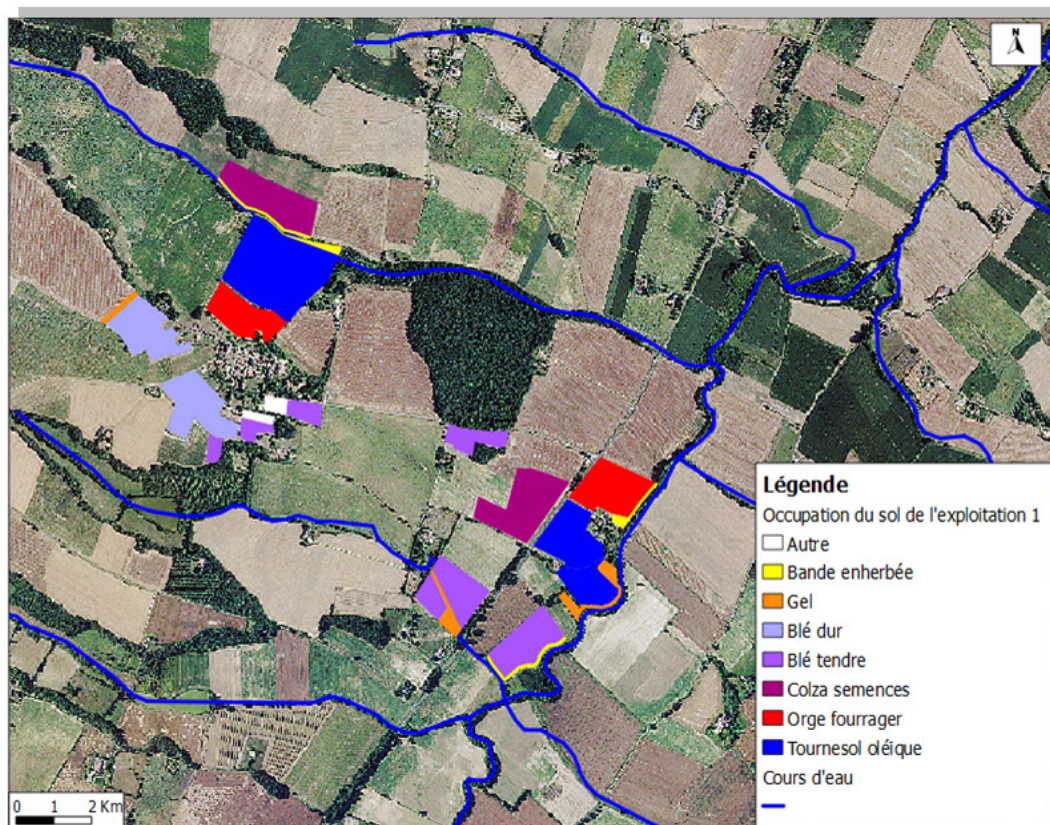 N
Légende
Occupation du sol de l'exploitation 1
Autre
Bande enherbée
Gel
Blé dur
Blé tendre
Colza semences
Orge fourrager
Tournesol oléique
Cours d'eau
0 1 2 Km